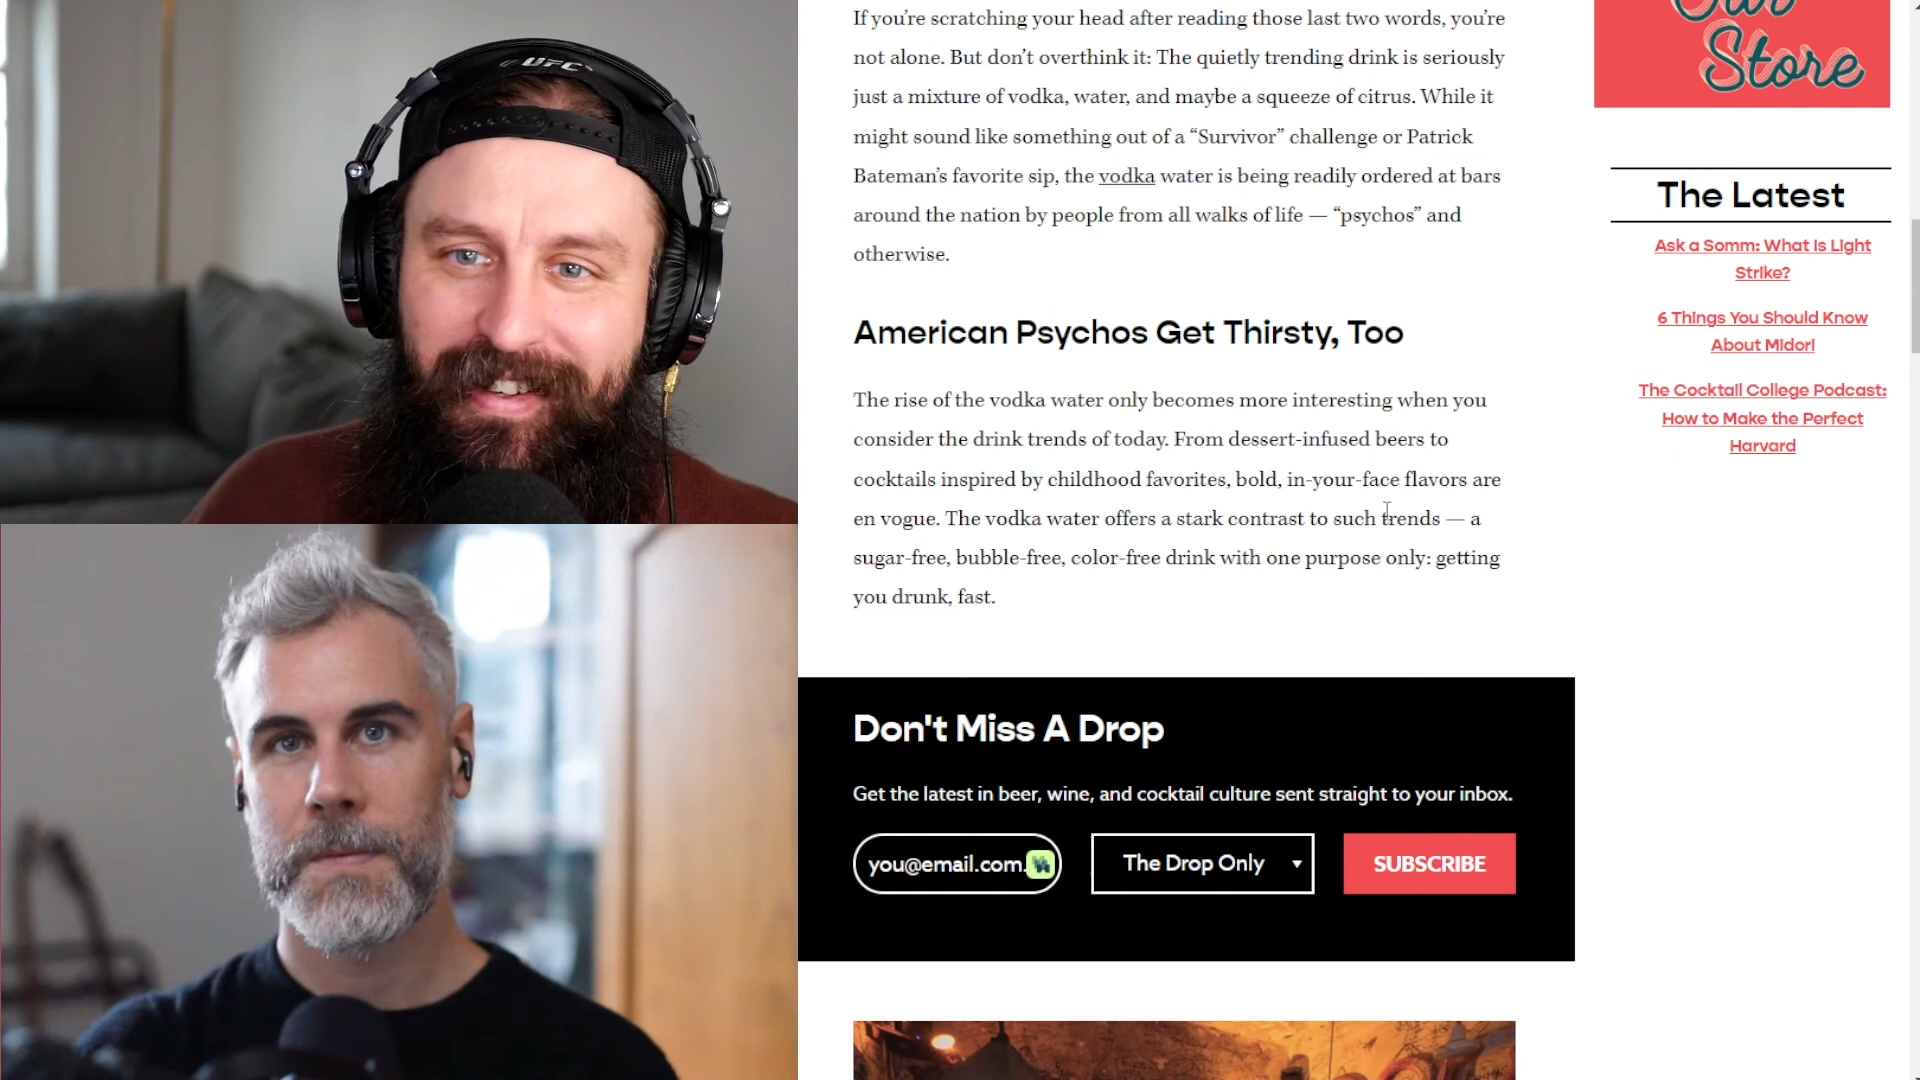 UFC
If you're scratching your head after reading those last two words, you're
not alone. But don't overthink it: The quietly trending drink is seriously
just a mixture of vodka, water, and maybe a squeeze of citrus. While it
might sound like something out of a “Survivor” challenge or Patrick
Bateman's favorite sip, the vodka water is being readily ordered at bars
around the nation by people from all walks of life — “psychos” and
otherwise.
American Psychos Get Thirsty, Too
The rise of the vodka water only becomes more interesting when you
consider the drink trends of today. From dessert-infused beers to
cocktails inspired by childhood favorites, bold, in-your-face flavors are
en vogue. The vodka water offers a stark contrast to such trends — a
sugar-free, bubble-free, color-free drink with one purpose only: getting
you drunk, fast.
Don't Miss A Drop
Get the latest in beer, wine, and cocktail culture sent straight to your inbox.
you@email.com.
The Drop Only
SUBSCRIBE
Our
Store
The Latest
Ask a Somm: What Is Light
Strike?
6 Things You Should Know
About Midori
The Cocktail College Podcast:
How to Make the Perfect
Harvard